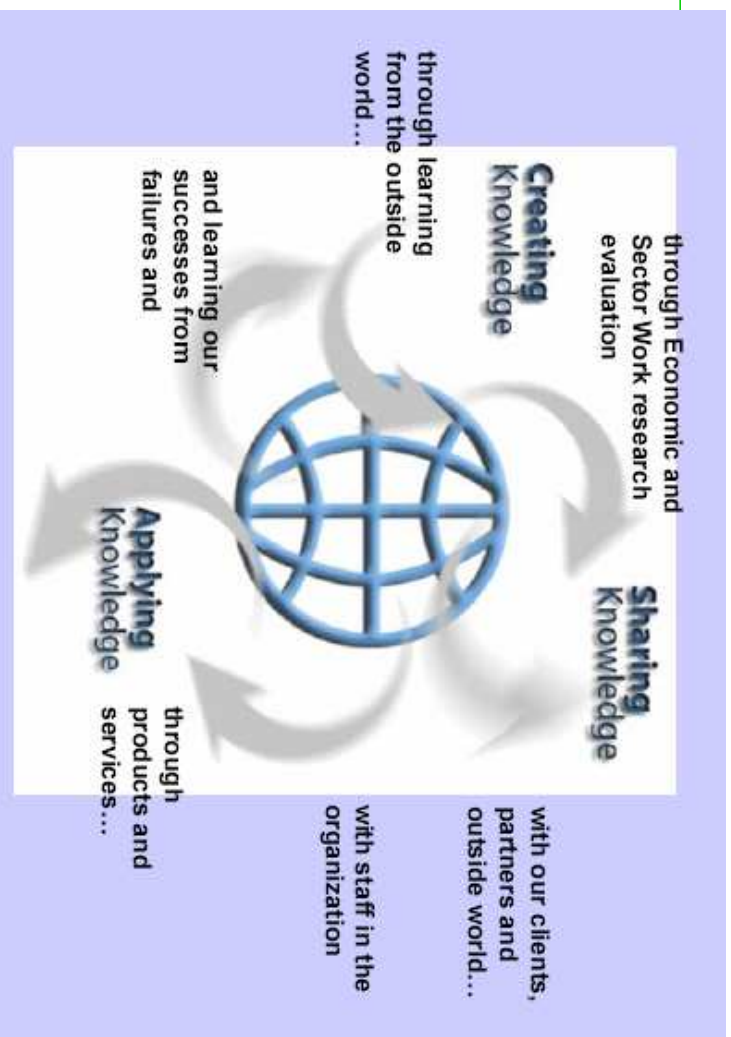 through Economic and
Sector Work research
evaluation
Creating
Knowledge
through learning
from the outside
world...
Sharing
Knowledge
with our clients,
partners and
outside world...
with staff in the
organization
and learning our
successes from
failures and
Applying
Knowledge
through
products and
services...